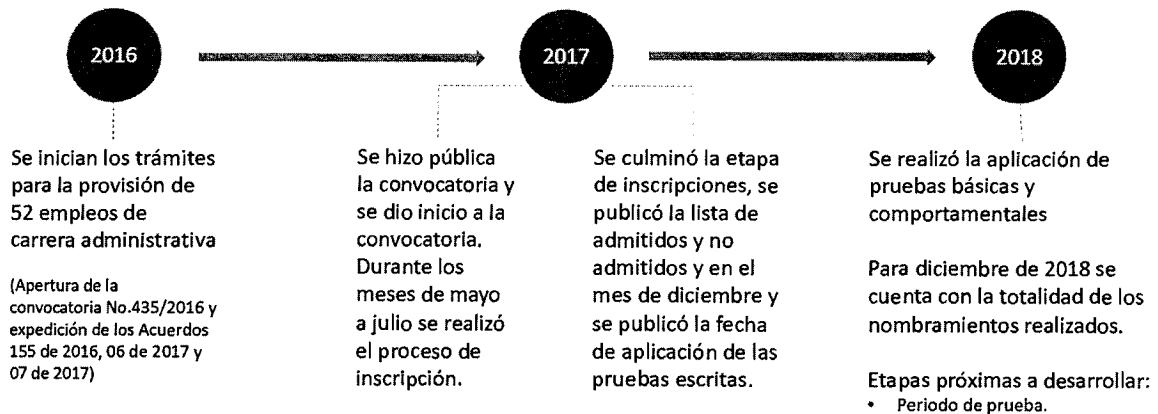 2016
2017
2018
Se inician los trámites
para la provisión de
52 empleos de
carrera administrativa
(Apertura de la
convocatoria No.435/2016 y
expedición de los Acuerdos
155 de 2016, 06 de 2017 y
07 de 2017)
Se hizo pública
la convocatoria y
se dio inicio a la
convocatoria.
Durante los
meses de mayo
a julio se realizó
el proceso de
inscripción.
Se culminó la etapa
de inscripciones, se
publicó la lista de
admitidos y no
admitidos y en el
mes de diciembre y
se publicó la fecha
de aplicación de las
pruebas escritas.
Se realizó la aplicación de
pruebas básicas y
comportamentales
Para diciembre de 2018 se
cuenta con la totalidad de los
nombramientos realizados.
Etapas próximas a desarrollar:
• Periodo de prueba.